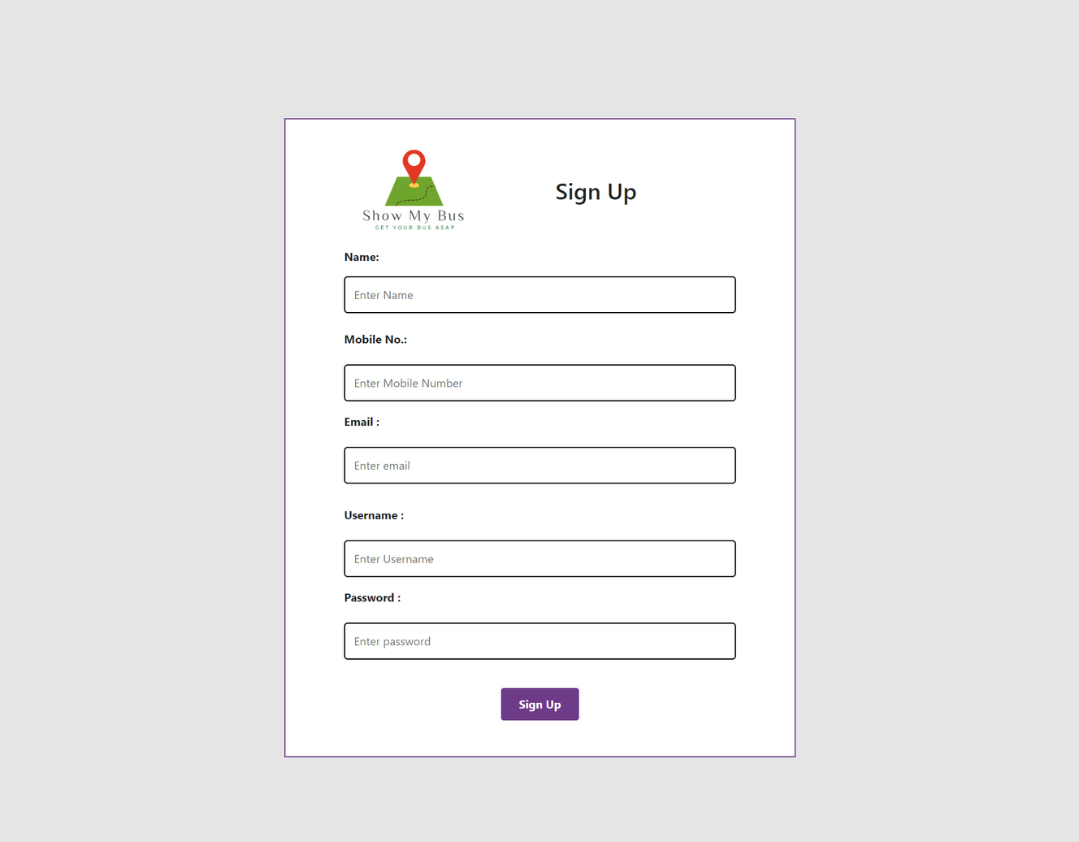 Show My Bus
GET YOUR BUS ASAP
Sign Up
Name:
Enter Name
Mobile No.:
Enter Mobile Number
Email :
Enter email
Username :
Enter Username
Password :
Enter password
Sign Up